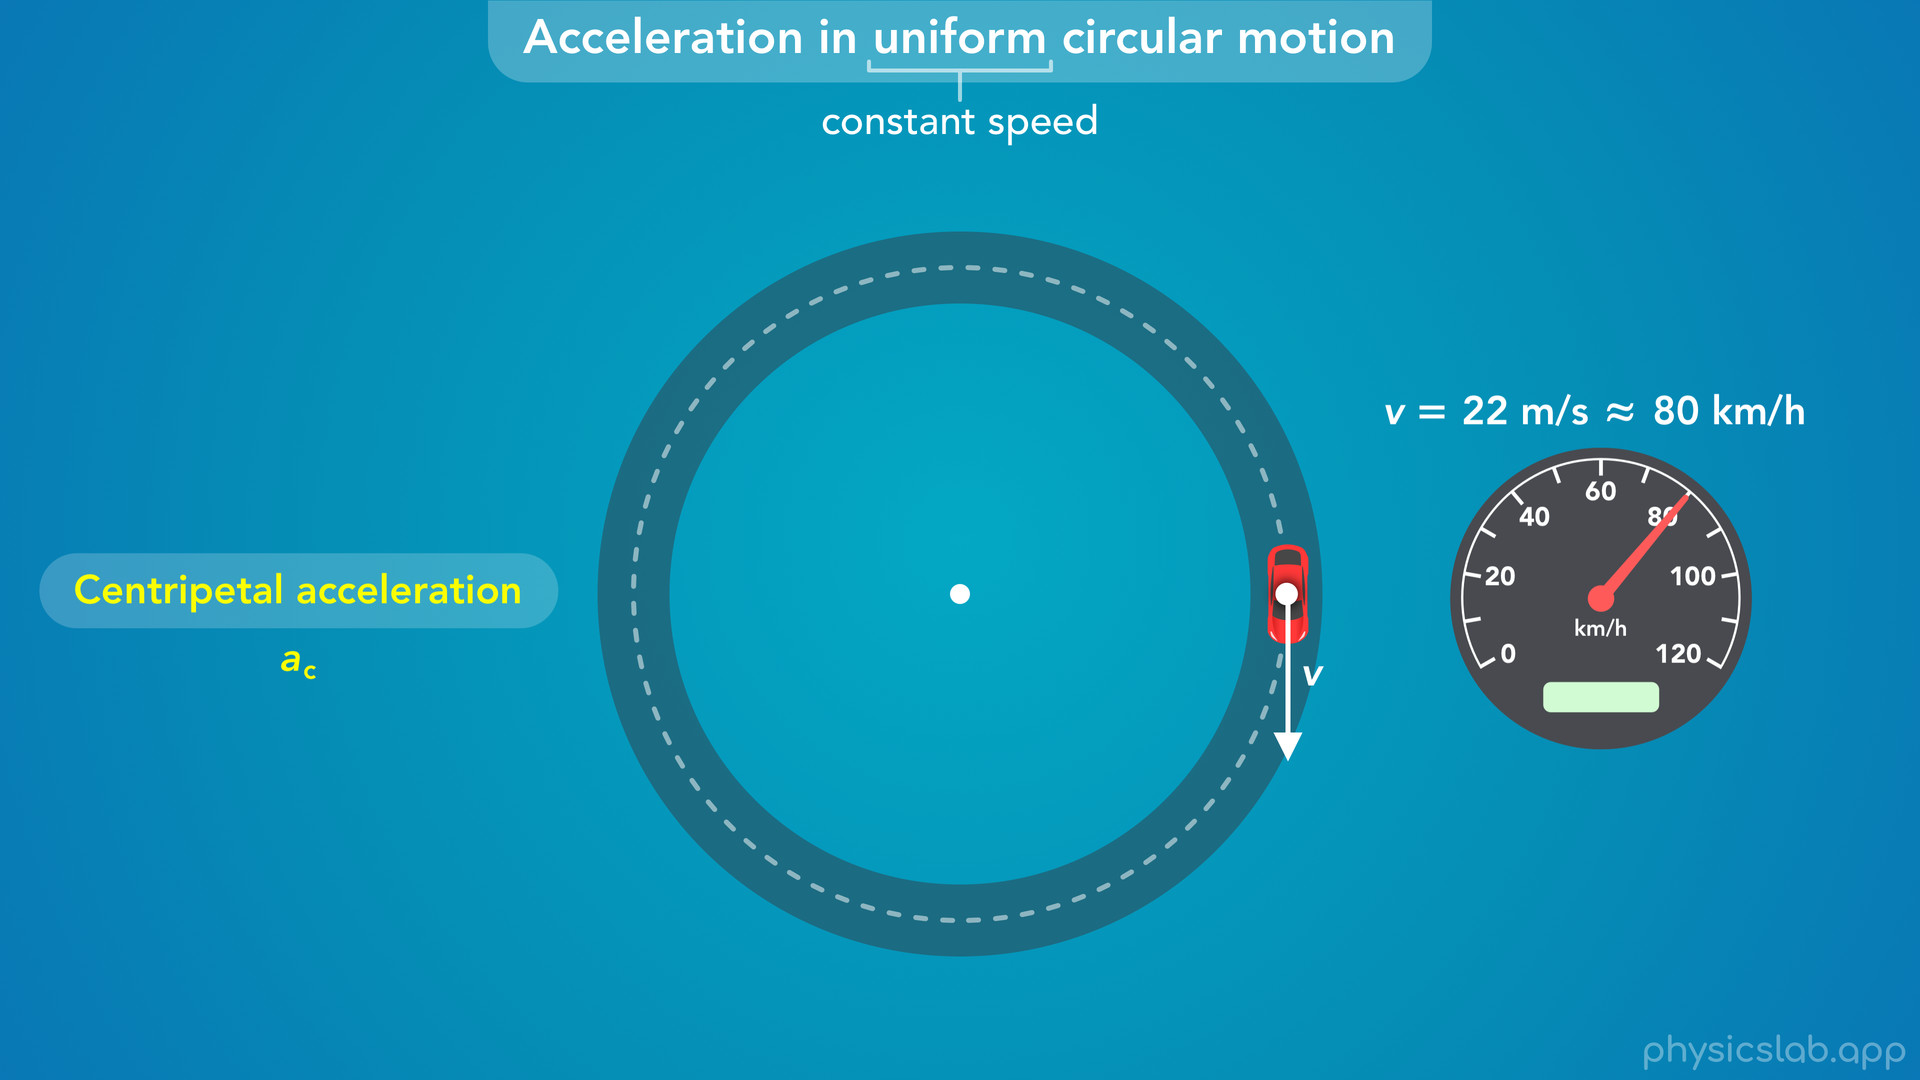 Acceleration in uniform circular motion
constant speed
v = 22 m/s ≈ 80 km/h
60
40
80
20
100
Centripetal acceleration
km/h
0
120
a_c
v
physicslab.app